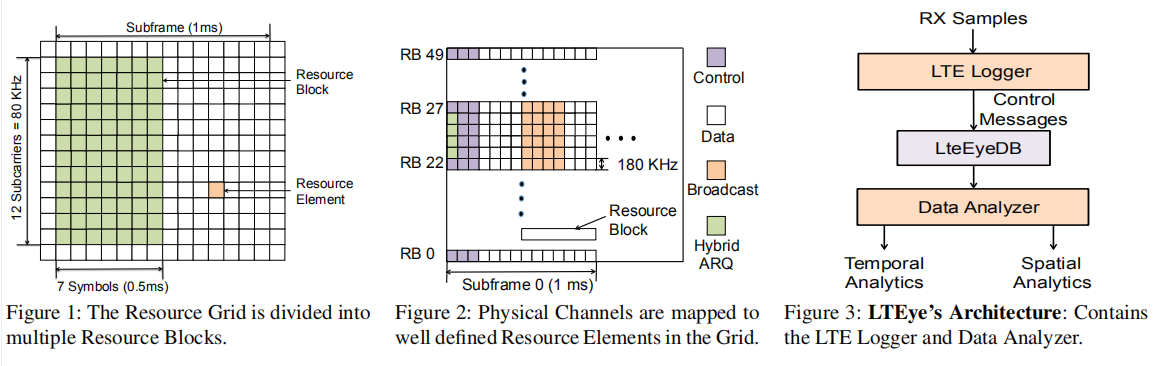 Subframe (1ms)
12 Subcarriers = 80 KHz
Resource
Block
Resource
Element
7 Symbols (0.5ms)
Figure 1: The Resource Grid is divided into
multiple Resource Blocks.
RB 49
RB 27
RB 22
RB 0
180 KHz
Resource
Block
Subframe 0 (1 ms)
Control
Data
Broadcast
Hybrid
ARQ
Figure 2: Physical Channels are mapped to
well defined Resource Elements in the Grid.
RX Samples
LTE Logger
Control
Messages
LteEyeDB
Data Analyzer
Temporal
Analytics
Spatial
Analytics
Figure 3: LTEye's Architecture: Contains
the LTE Logger and Data Analyzer.